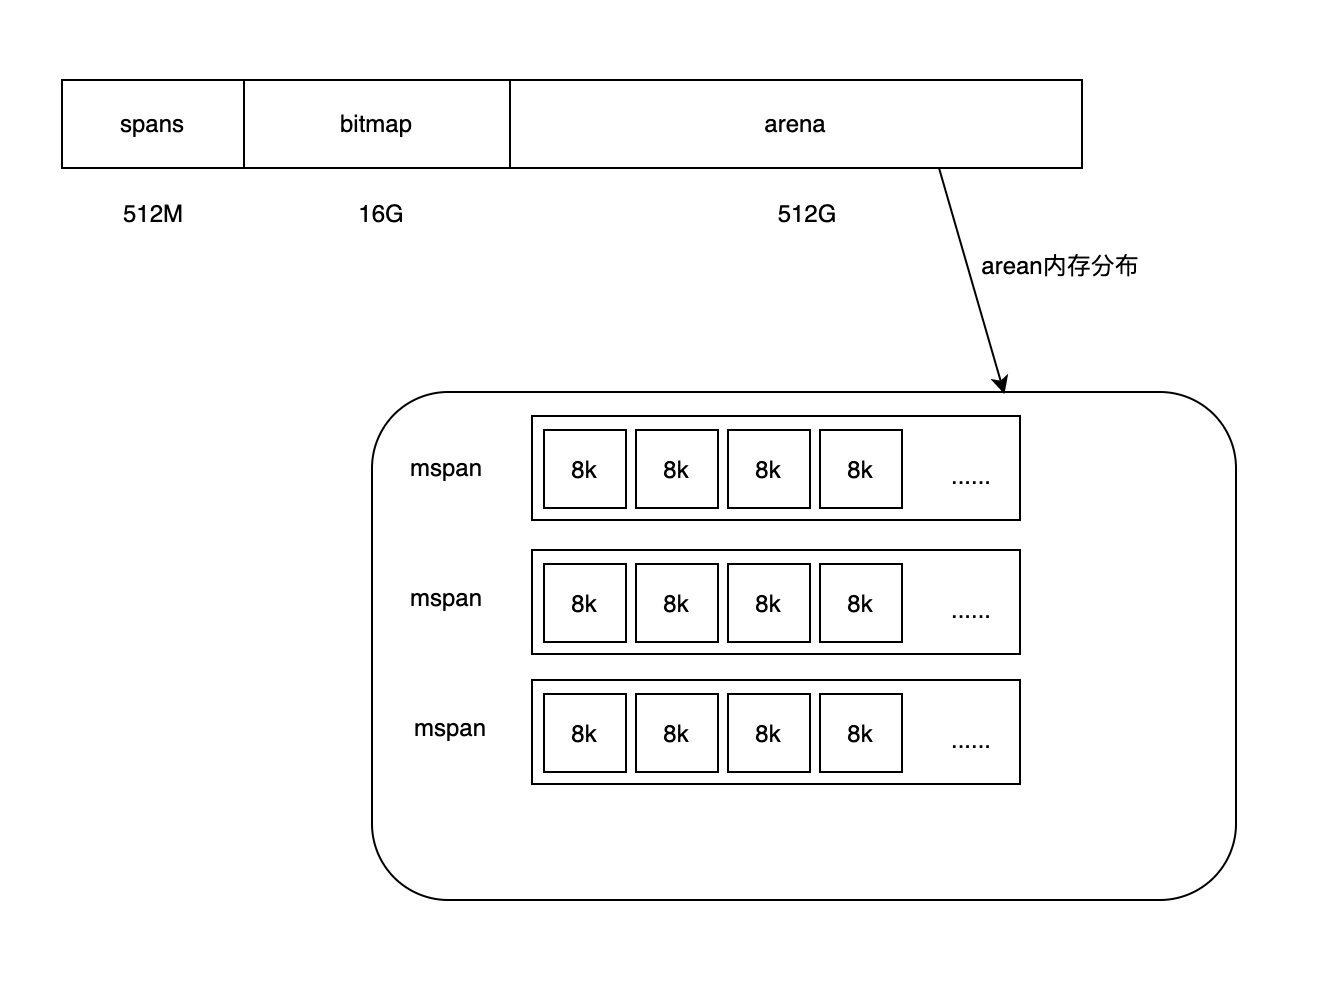 spans
bitmap
arena
512M
16G
512G
arean内存分布
mspan
8k
8k
8k
8k
......
mspan
8k
8k
8k
8k
......
mspan
8k
8k
8k
8k
......